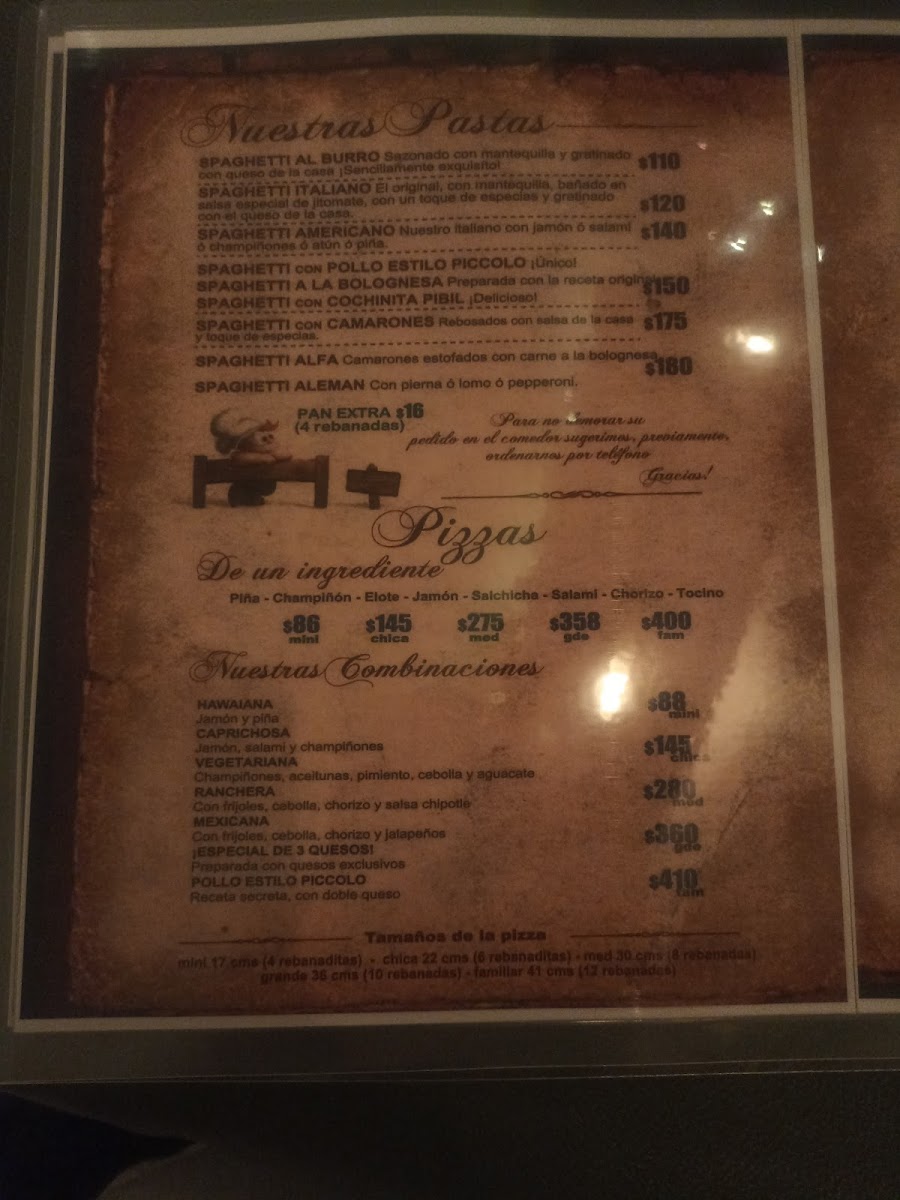 Nuestras Pastas
SPAGHETTI AL BURRO Sazonado con mantequilla y gratinado
con queso de la casa ¡Sencillamente exquisito! $110
SPAGHETTI ITALIANO El original, con mantequilla, bañado en
salsa especial de jitomate, con un toque de especias y gratinado
con el queso de la casa. $120
SPAGHETTI AMERICANO Nuestro italiano con jamón ó salami
ó champiñones ó atún ó piña. $140
SPAGHETTI CON POLLO ESTILO PICCOLO ¡Único!
SPAGHETTI A LA BOLOGNESA Preparada con la receta original $150
SPAGHETTI CON COCHINITA PIBIL ¡Delicioso!
SPAGHETTI CON CAMARONES Rebosados con salsa de la casa $175
y toque de especias.
SPAGHETTI ALFA Camarones estofados con carne a la bolognesa $180
SPAGHETTI ALEMAN Con pierna ó lomo ó pepperoni.
PAN EXTRA $16
(4 rebanadas)
Para no demorar su
pedido en el comedor sugerimos, previamente,
ordenarnos por teléfono
Gracias!
Pizzas
De un ingrediente
Piña - Champiñón - Elote - Jamón - Salchicha - Salami - Chorizo - Tocino
$86 $145 $275 $358 $400
mini chica med gde fam
Nuestras Combinaciones
HAWAIANA $88
Jamón y piña mini
CAPRICHOSA
Jamón, salami y champiñones $145
VEGETARIANA chica
Champiñones, aceitunas, pimiento, cebolla y aguacate
RANCHERA $280
Con frijoles, cebolla, chorizo y salsa chipotle med
MEXICANA
Con frijoles, cebolla, chorizo y jalapeños $360
¡ESPECIAL DE 3 QUESOS! gde
Preparada con quesos exclusivos
POLLO ESTILO PICCOLO $410
Receta secreta, con doble queso fam
Tamaños de la pizza
mini 17 cms (4 rebanaditas) - chica 22 cms (6 rebanaditas) - med 30 cms (8 rebanadas)
grande 36 cms (10 rebanadas) - familiar 41 cms (12 rebanadas)